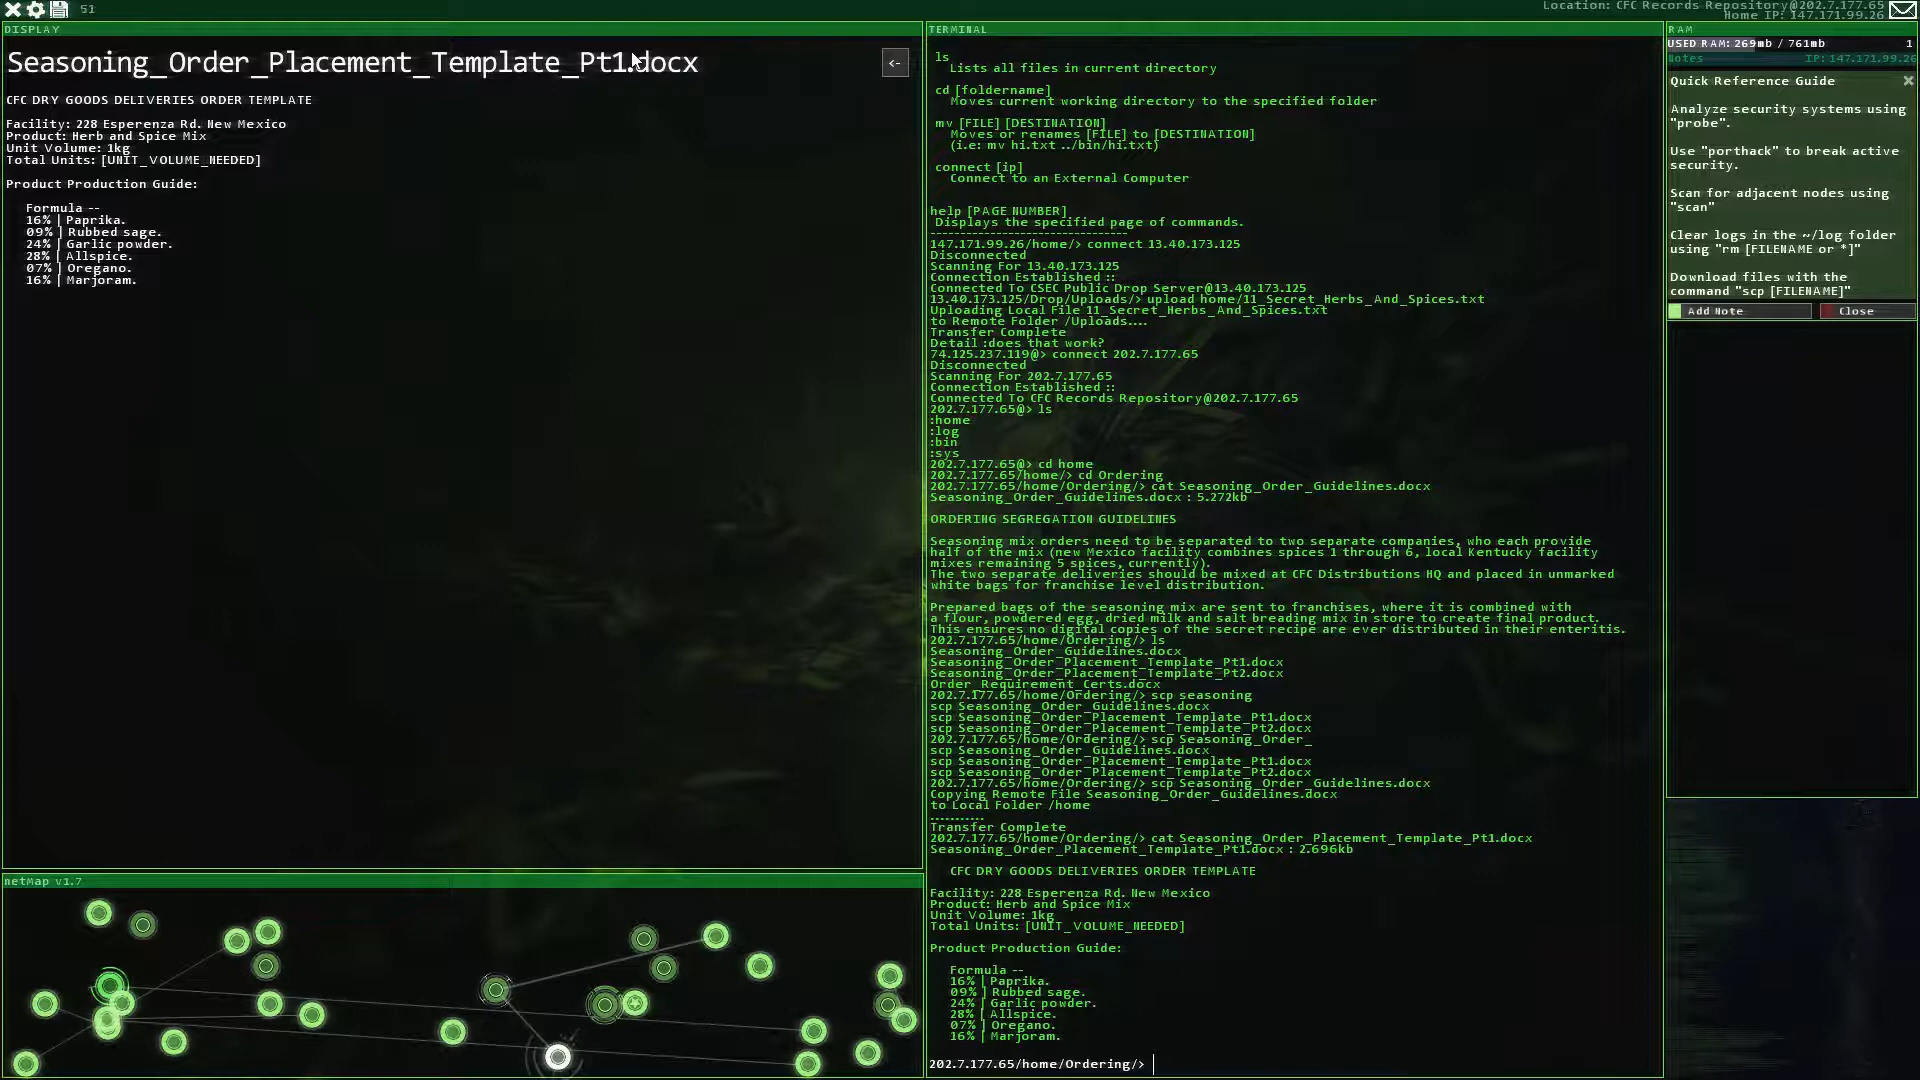 51
Location: CFC Records Repository@202.7.177.65
Home IP: 147.171.99.26
DISPLAY
Seasoning_Order_Placement_Template_Pt1.docx
<-
CFC DRY GOODS DELIVERIES ORDER TEMPLATE
Facility: 228 Esperenza Rd. New Mexico
Product: Herb and Spice Mix
Unit Volume: 1kg
Total Units: [UNIT_VOLUME_NEEDED]
Product Production Guide:
Formula --
16% | Paprika.
09% | Rubbed sage.
24% | Garlic powder.
28% | Allspice.
07% | Oregano.
16% | Marjoram.
netMap v1.7
TERMINAL
ls
Lists all files in current directory
cd [foldername]
Moves current working directory to the specified folder
mv [FILE] [DESTINATION]
Moves or renames [FILE] to [DESTINATION]
(i.e: mv hi.txt ../bin/hi.txt)
connect [ip]
Connect to an External Computer
help [PAGE NUMBER]
Displays the specified page of commands.
---------------------------------
147.171.99.26/home/> connect 13.40.173.125
Disconnected
Scanning For 13.40.173.125
Connection Established ::
Connected To CSEC Public Drop Server@13.40.173.125
13.40.173.125/Drop/Uploads/> upload home/11_Secret_Herbs_And_Spices.txt
Uploading Local File 11_Secret_Herbs_And_Spices.txt
to Remote Folder /Uploads....
Transfer Complete
Detail :does that work?
74.125.237.119@> connect 202.7.177.65
Disconnected
Scanning For 202.7.177.65
Connection Established ::
Connected To CFC Records Repository@202.7.177.65
202.7.177.65@> ls
:home
:log
:bin
:sys
202.7.177.65@> cd home
202.7.177.65/home/> cd Ordering
202.7.177.65/home/Ordering/> cat Seasoning_Order_Guidelines.docx
Seasoning_Order_Guidelines.docx : 5.272kb
ORDERING SEGREGATION GUIDELINES
Seasoning mix orders need to be separated to two separate companies, who each provide
half of the mix (new Mexico facility combines spices 1 through 6, local Kentucky facility
mixes remaining 5 spices, currently).
The two separate deliveries should be mixed at CFC Distributions HQ and placed in unmarked
white bags for franchise level distribution.
Prepared bags of the seasoning mix are sent to franchises, where it is combined with
a flour, powdered egg, dried milk and salt breading mix in store to create final product.
This ensures no digital copies of the secret recipe are ever distributed in their enteritis.
202.7.177.65/home/Ordering/> ls
Seasoning_Order_Guidelines.docx
Seasoning_Order_Placement_Template_Pt1.docx
Seasoning_Order_Placement_Template_Pt2.docx
Order_Requirement_Certs.docx
202.7.177.65/home/Ordering/> scp seasoning
scp Seasoning_Order_Guidelines.docx
scp Seasoning_Order_Placement_Template_Pt1.docx
scp Seasoning_Order_Placement_Template_Pt2.docx
202.7.177.65/home/Ordering/> scp Seasoning_Order_
scp Seasoning_Order_Guidelines.docx
scp Seasoning_Order_Placement_Template_Pt1.docx
scp Seasoning_Order_Placement_Template_Pt2.docx
202.7.177.65/home/Ordering/> scp Seasoning_Order_Guidelines.docx
Copying Remote File Seasoning_Order_Guidelines.docx
to Local Folder /home
...........
Transfer Complete
202.7.177.65/home/Ordering/> cat Seasoning_Order_Placement_Template_Pt1.docx
Seasoning_Order_Placement_Template_Pt1.docx : 2.696kb
CFC DRY GOODS DELIVERIES ORDER TEMPLATE
Facility: 228 Esperenza Rd. New Mexico
Product: Herb and Spice Mix
Unit Volume: 1kg
Total Units: [UNIT_VOLUME_NEEDED]
Product Production Guide:
Formula --
16% | Paprika.
09% | Rubbed sage.
24% | Garlic powder.
28% | Allspice.
07% | Oregano.
16% | Marjoram.
202.7.177.65/home/Ordering/>
RAM
USED RAM: 269mb / 761mb 1
Notes IP:147.171.99.26
Quick Reference Guide
Analyze security systems using
"probe".
Use "porthack" to break active
security.
Scan for adjacent nodes using
"scan"
Clear logs in the ~/log folder
using "rm [FILENAME or *]"
Download files with the
command "scp [FILENAME]"
Add Note Close